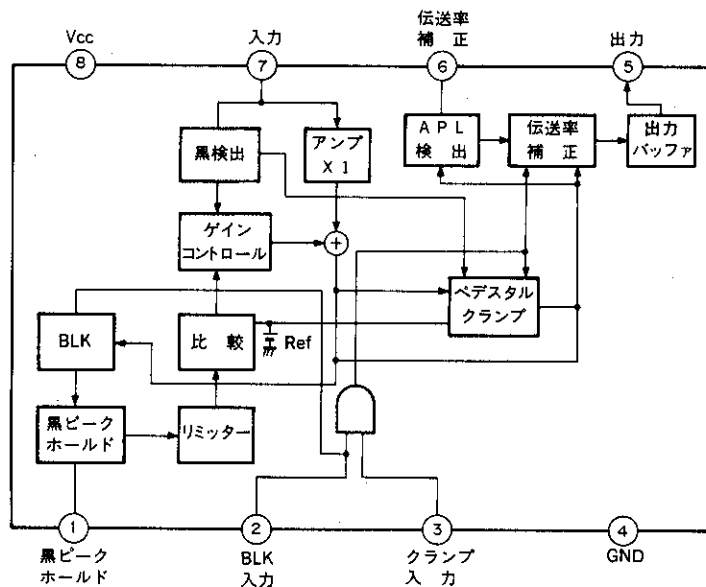 Vcc
入力
伝送率
補正
出力
8
7
6
5
黒検出
アンプ
X 1
APL
検出
伝送率
補正
出力
バッファ
ゲイン
コントロール
+
ペデスタル
クランプ
BLK
比較
Ref
黒ピーク
ホールド
リミッター
1
2
3
4
黒ピーク
ホールド
BLK
入力
クランプ
入力
GND